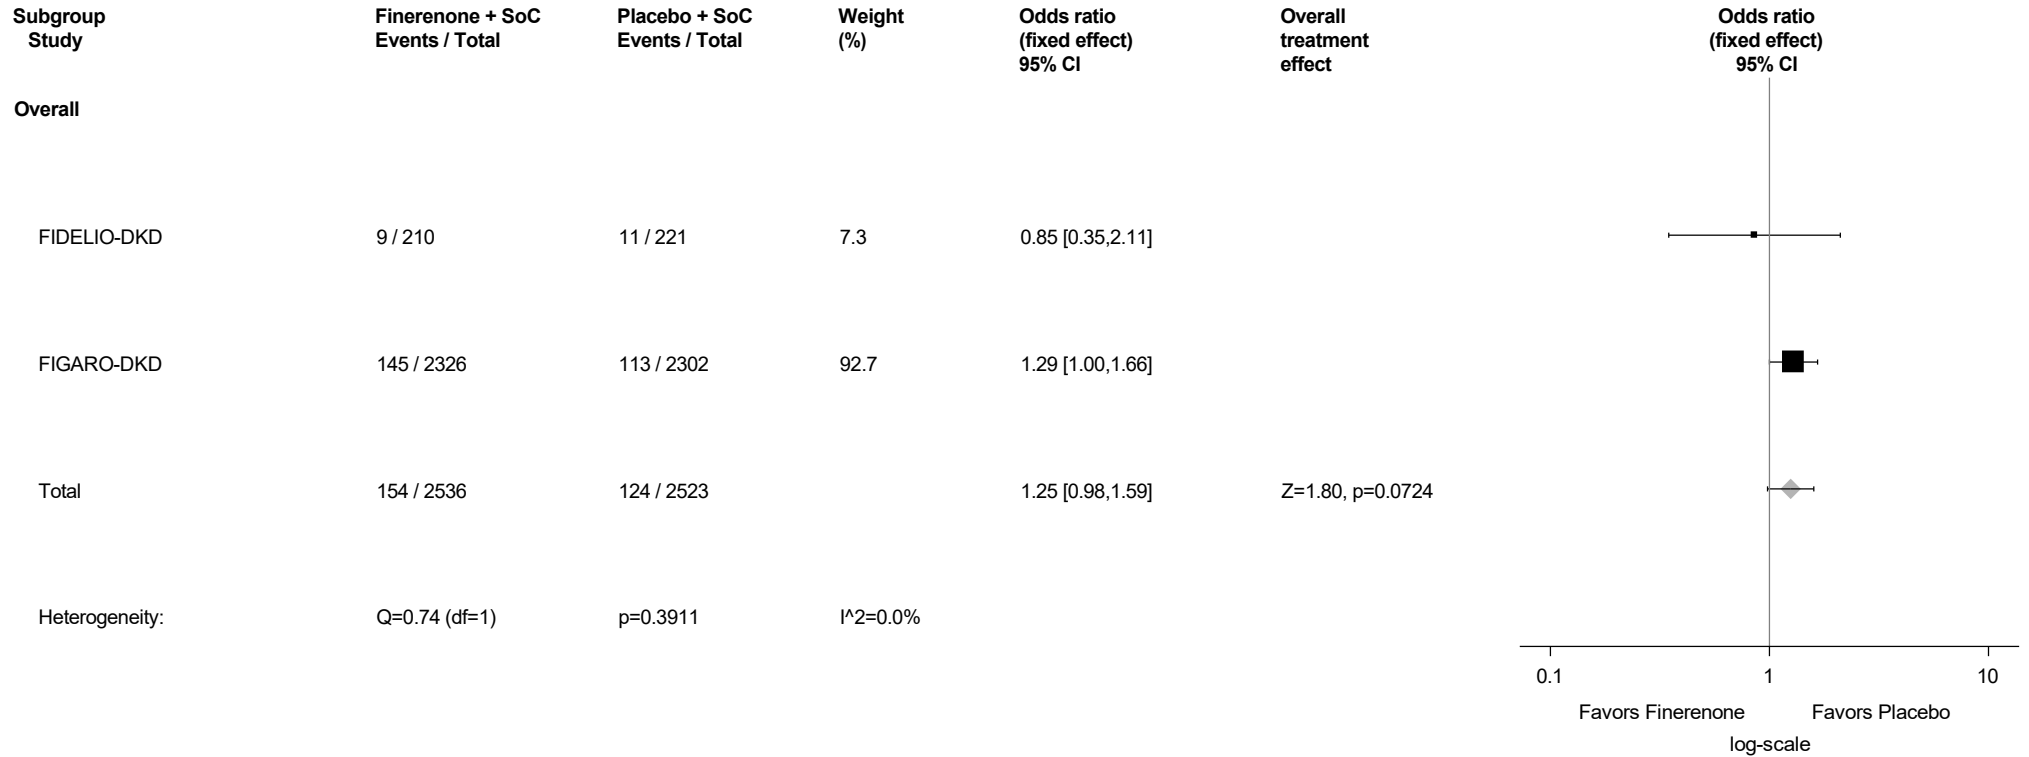 Subgroup Finerenone + SoC Placebo + SoC Weight Odds ratio Overall Odds ratio
Study Events / Total Events / Total (%) (fixed effect) treatment (fixed effect)
95% CI effect 95% CI
Overall
FIDELIO-DKD 9 / 210 11 / 221 7.3 0.85 [0.35,2.11]
FIGARO-DKD 145 / 2326 113 / 2302 92.7 1.29 [1.00,1.66]
Total 154 / 2536 124 / 2523 1.25 [0.98,1.59] Z=1.80, p=0.0724
Heterogeneity: Q=0.74 (df=1) p=0.3911 I^2=0.0%
0.1 1 10
Favors Finerenone Favors Placebo
log-scale